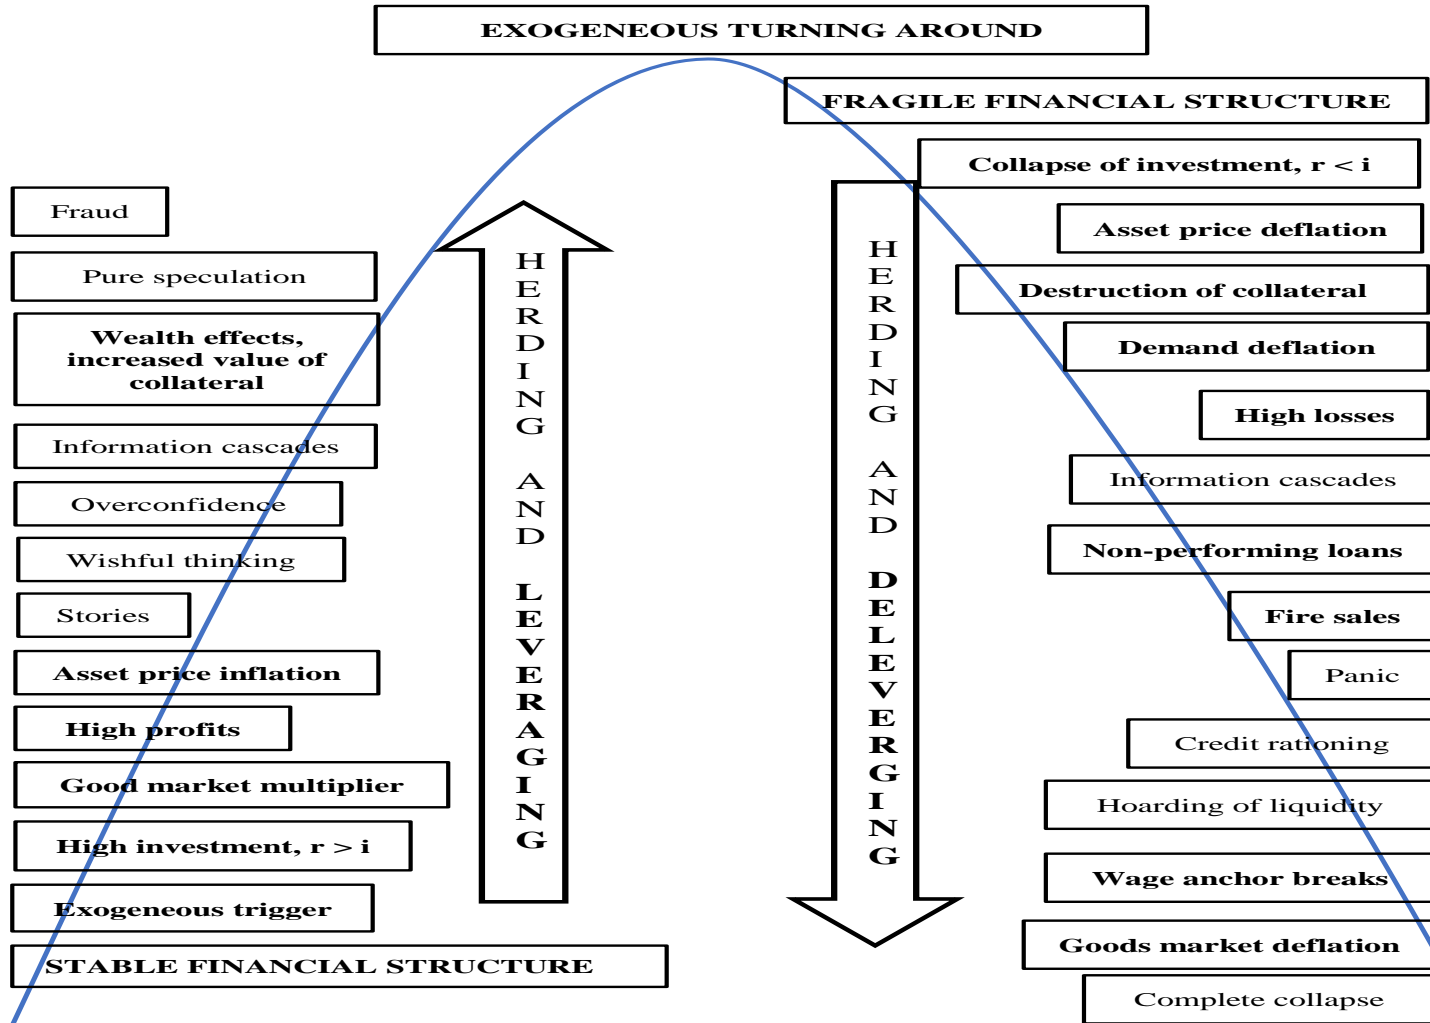 EXOGENEOUS TURNING AROUND
FRAGILE FINANCIAL STRUCTURE
Collapse of investment, r < i
Fraud
Asset price deflation
Pure speculation
Destruction of collateral
Wealth effects,
increased value of
collateral
Demand deflation
High losses
Information cascades
Information cascades
Overconfidence
Non-performing loans
Wishful thinking
Stories
Fire sales
Asset price inflation
Panic
High profits
Credit rationing
Good market multiplier
Hoarding of liquidity
High investment, r > i
Wage anchor breaks
Exogeneous trigger
Goods market deflation
STABLE FINANCIAL STRUCTURE
Complete collapse
HERDING AND LEVERAGING
HERDING AND DELEVERGING